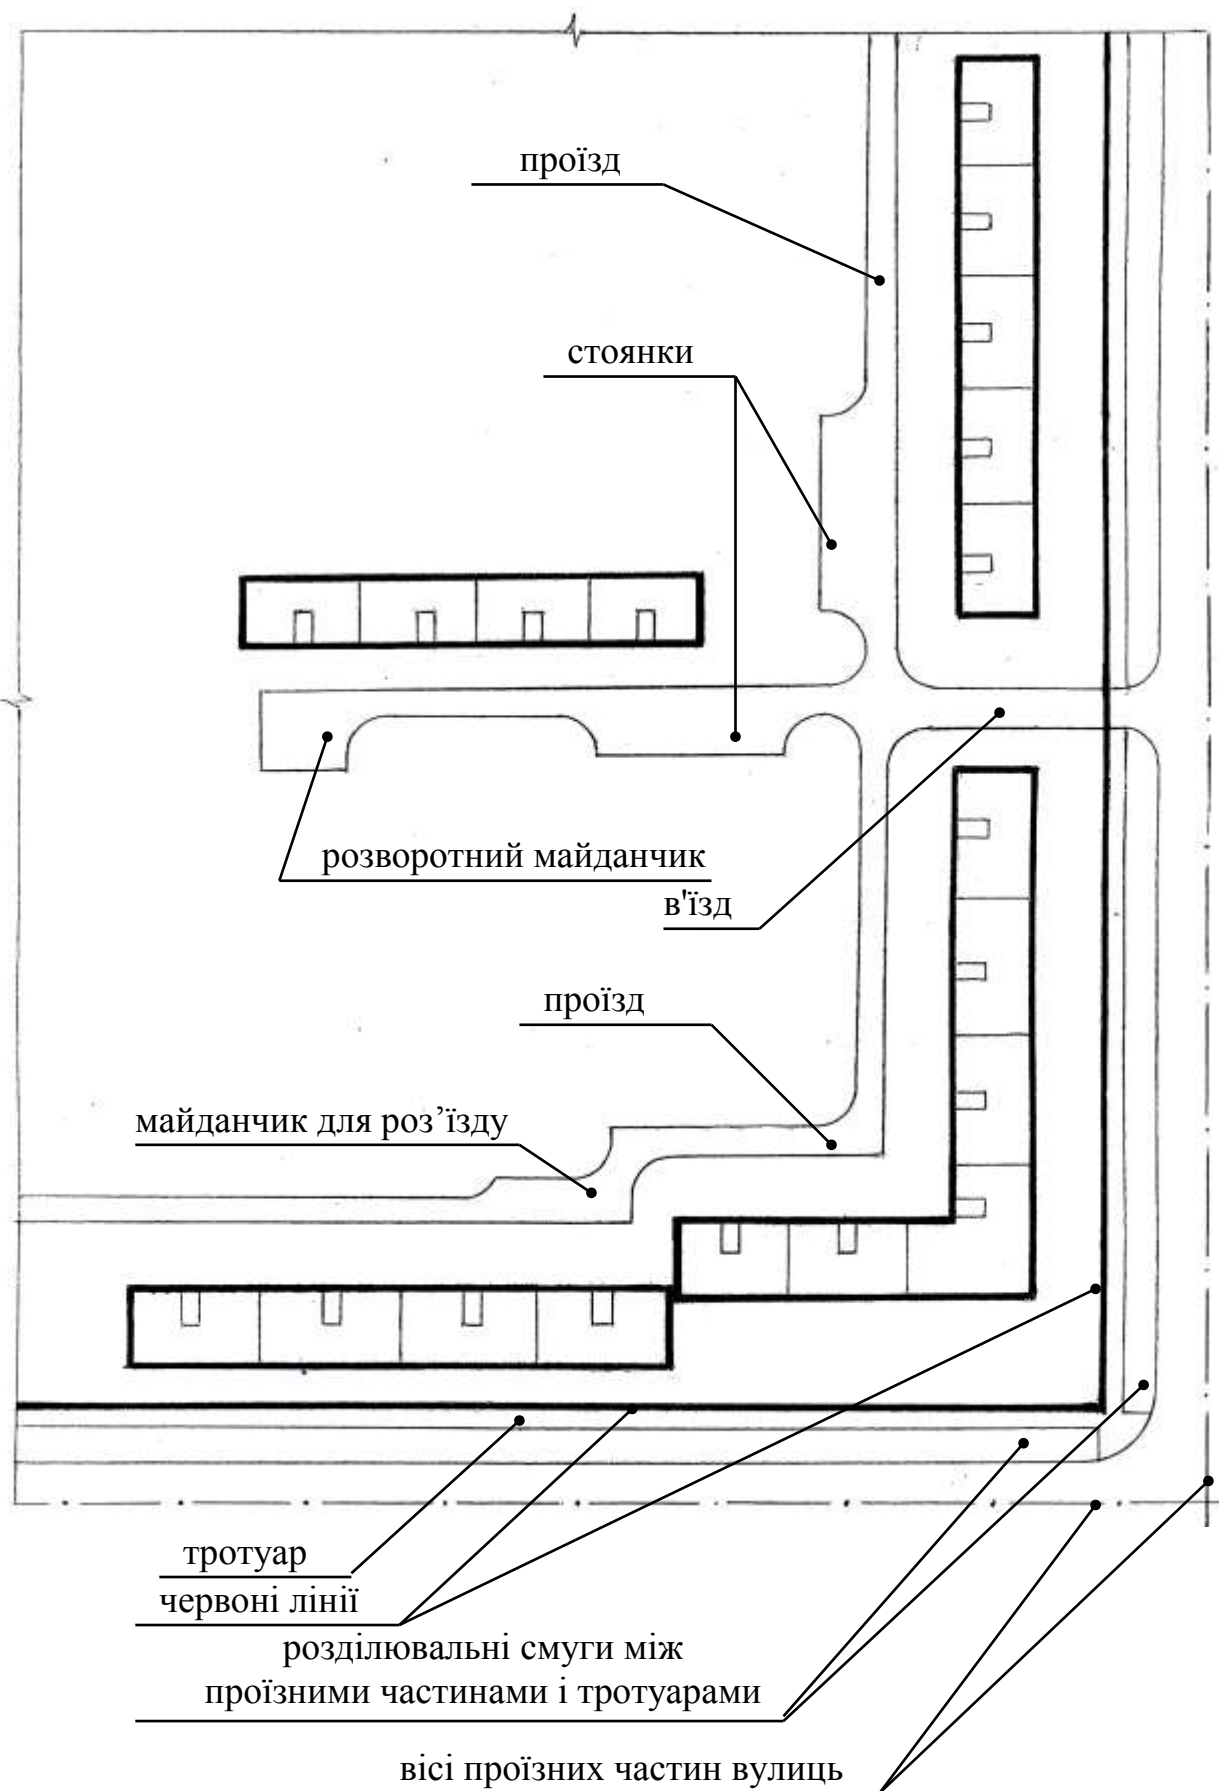 проїзд
стоянки
розворотний майданчик
в'їзд
проїзд
майданчик для роз’їзду
тротуар
червоні лінії
розділювальні смуги між
проїзними частинами і тротуарами
вісі проїзних частин вулиць